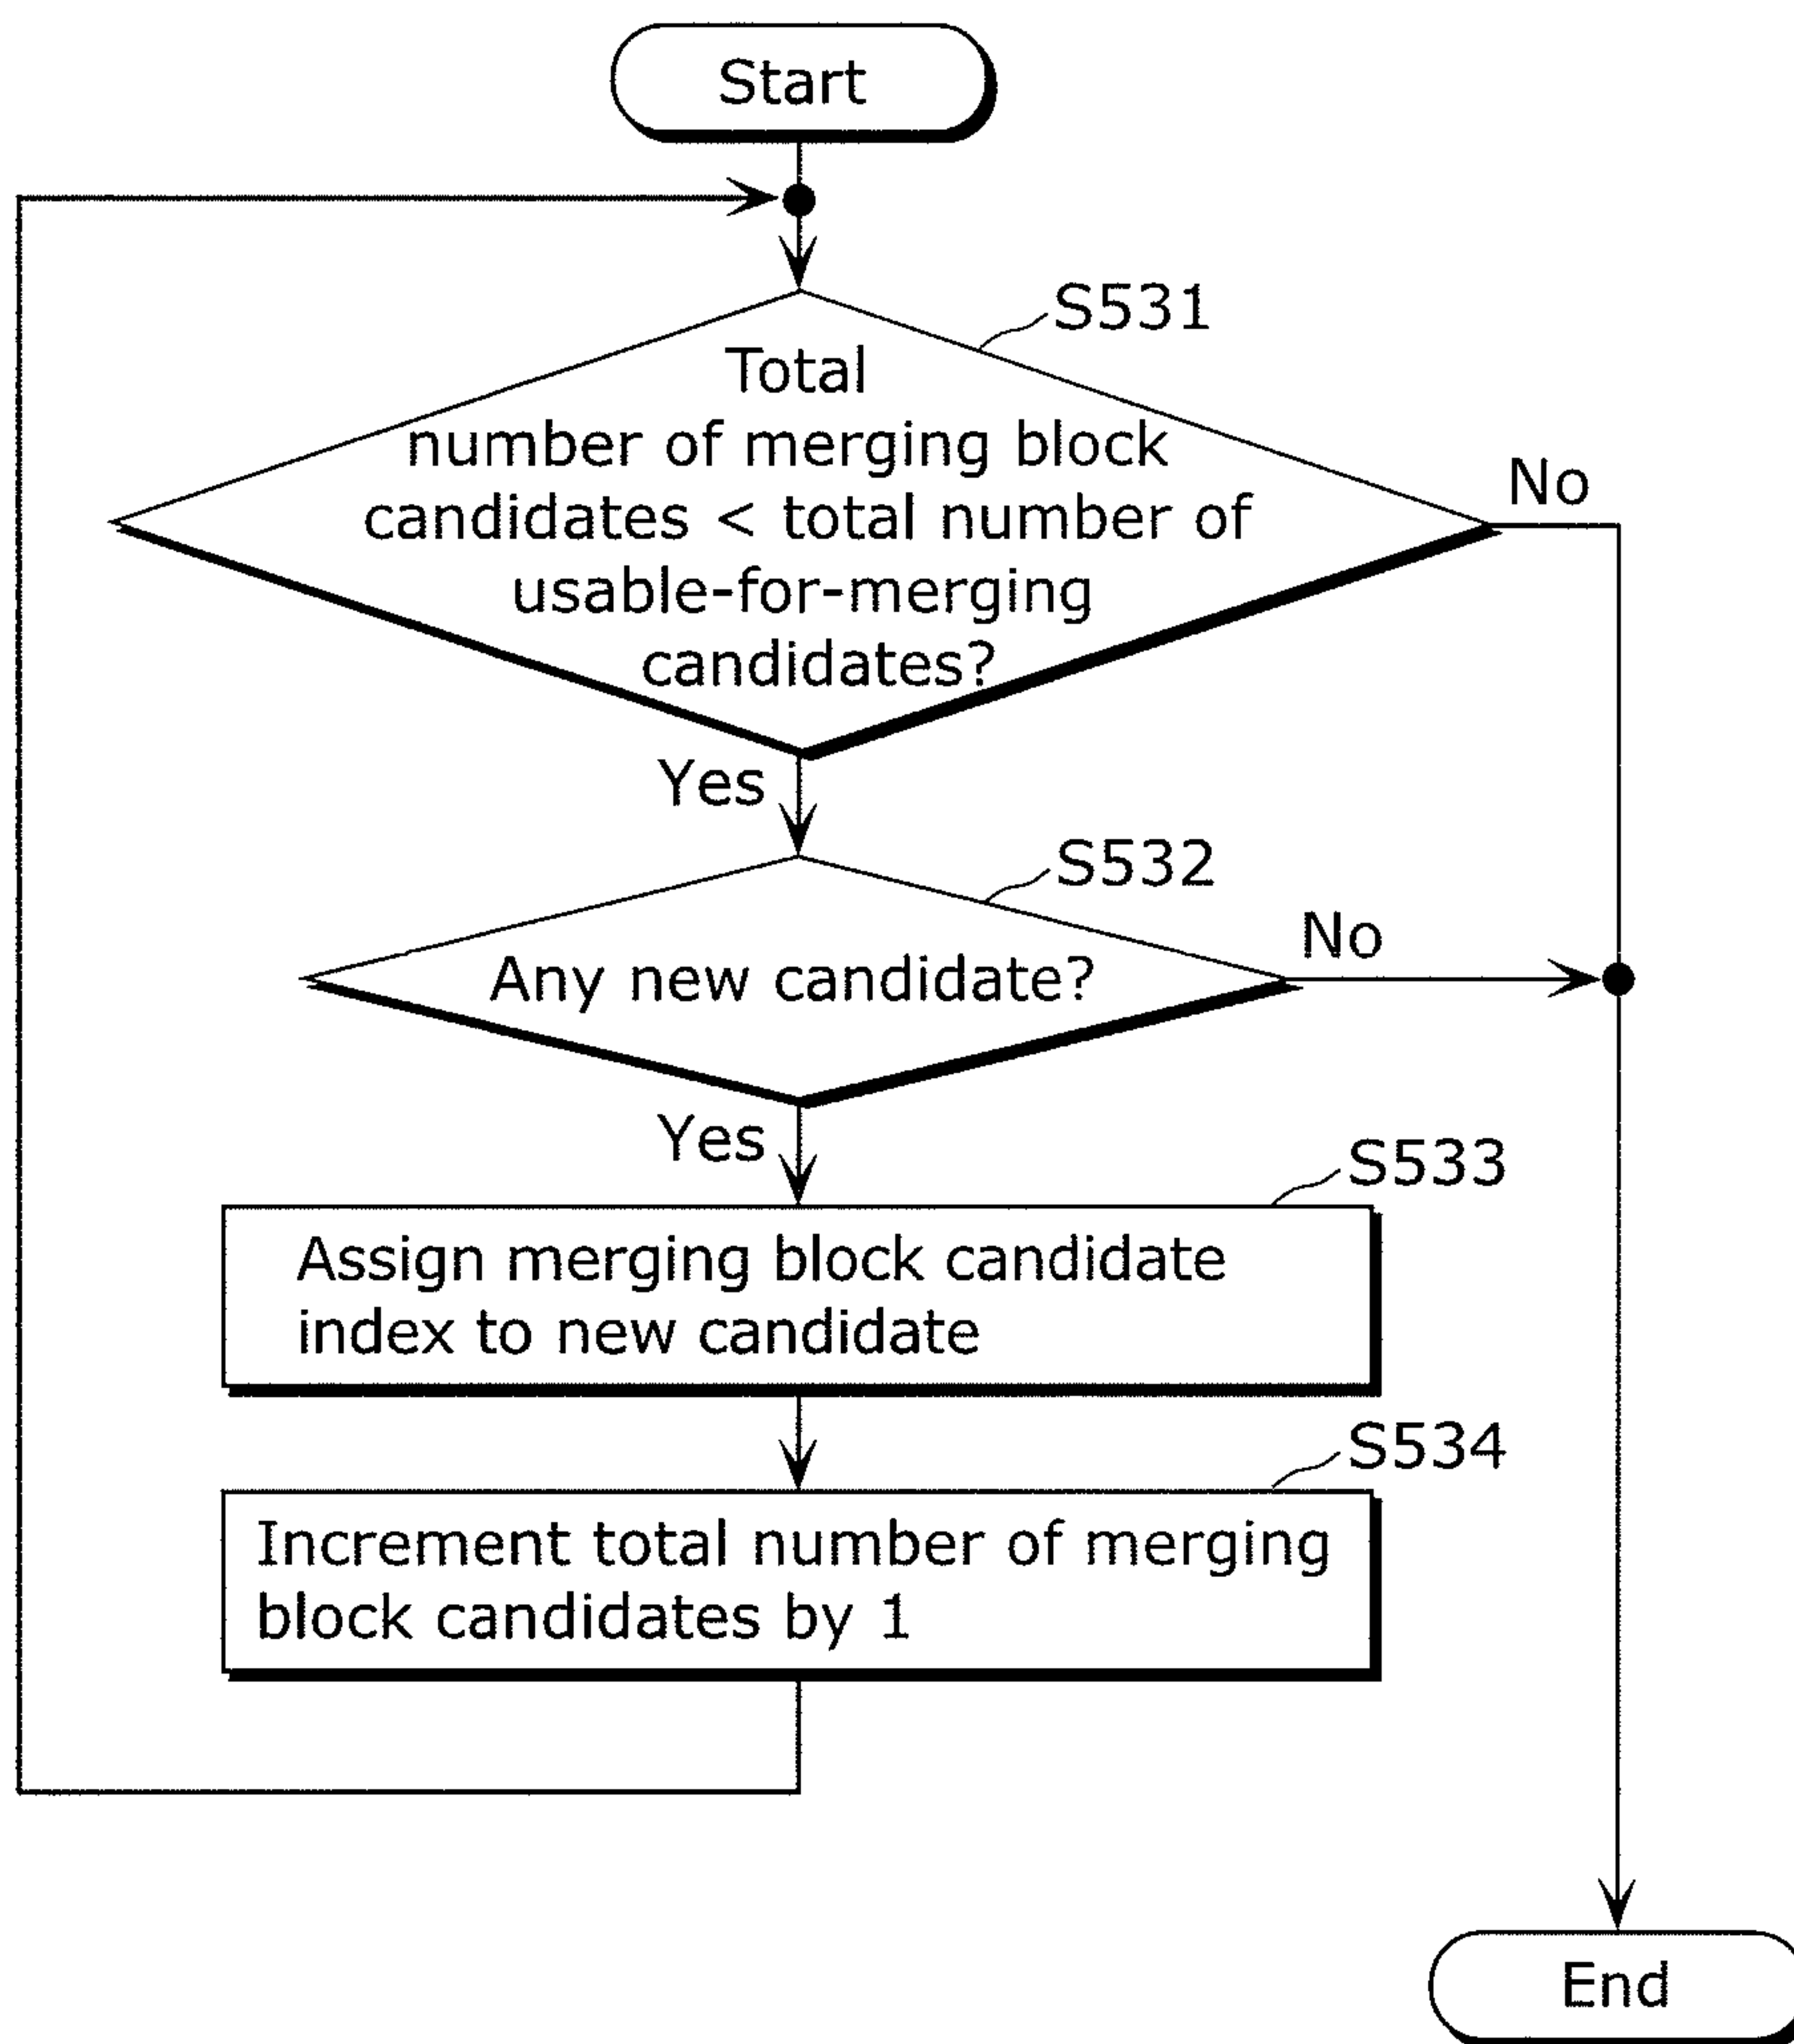 Start
S531
Total
number of merging block
candidates < total number of
usable-for-merging
candidates?
No
Yes
S532
Any new candidate?
No
Yes
S533
Assign merging block candidate
index to new candidate
S534
Increment total number of merging
block candidates by 1
End